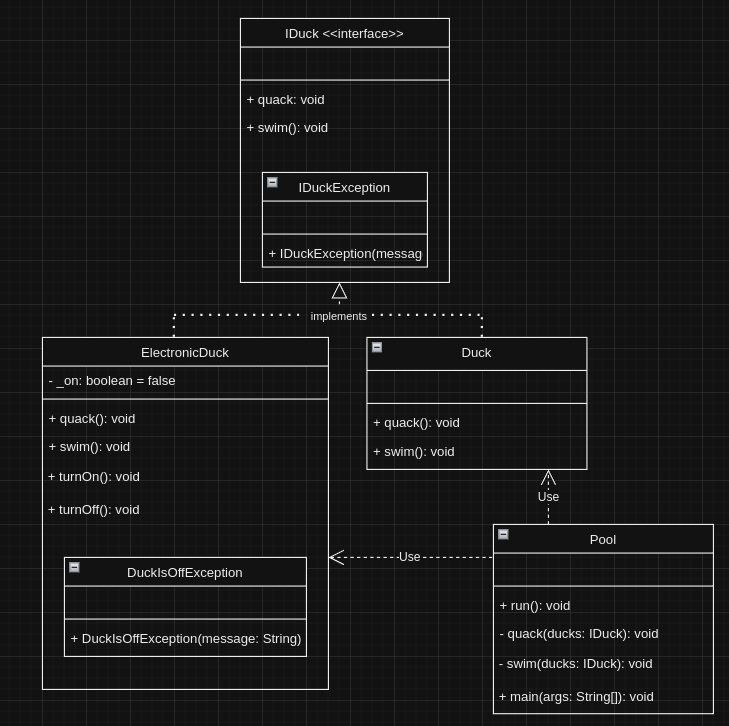 IDuck <<interface>>
+ quack: void
+ swim(): void
IDuckException
+ IDuckException(messag
implements
ElectronicDuck
- _on: boolean = false
+ quack(): void
+ swim(): void
+ turnOn(): void
+ turnOff(): void
DuckIsOffException
+ DuckIsOffException(message: String)
Duck
+ quack(): void
+ swim(): void
Use
Use
Pool
+ run(): void
- quack(ducks: IDuck): void
- swim(ducks: IDuck): void
+ main(args: String[]): void